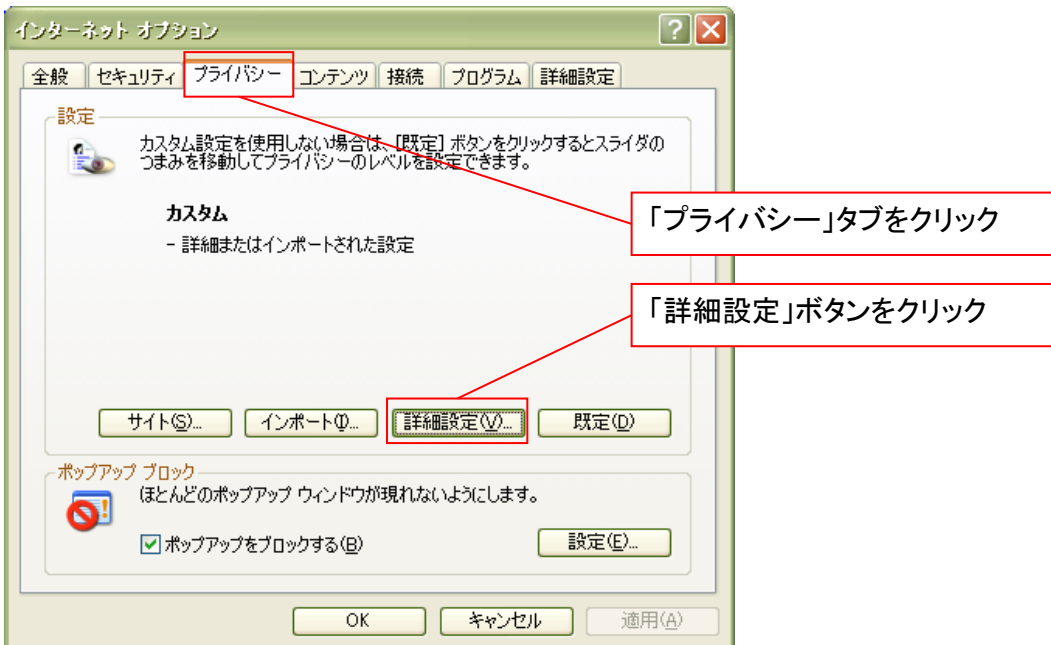 インターネット オプション
全般 セキュリティ プライバシー コンテンツ 接続 プログラム 詳細設定
設定
カスタム設定を使用しない場合は、[既定] ボタンをクリックするとスライダの
つまみを移動してプライバシーのレベルを設定できます。
カスタム
- 詳細またはインポートされた設定
「プライバシー」タブをクリック
「詳細設定」ボタンをクリック
サイト(S)... インポート(I)... 詳細設定(V)... 既定(D)
ポップアップ ブロック
ほとんどのポップアップ ウィンドウが現れないようにします。
ポップアップをブロックする(B)
設定(E)...
OK キャンセル 適用(A)